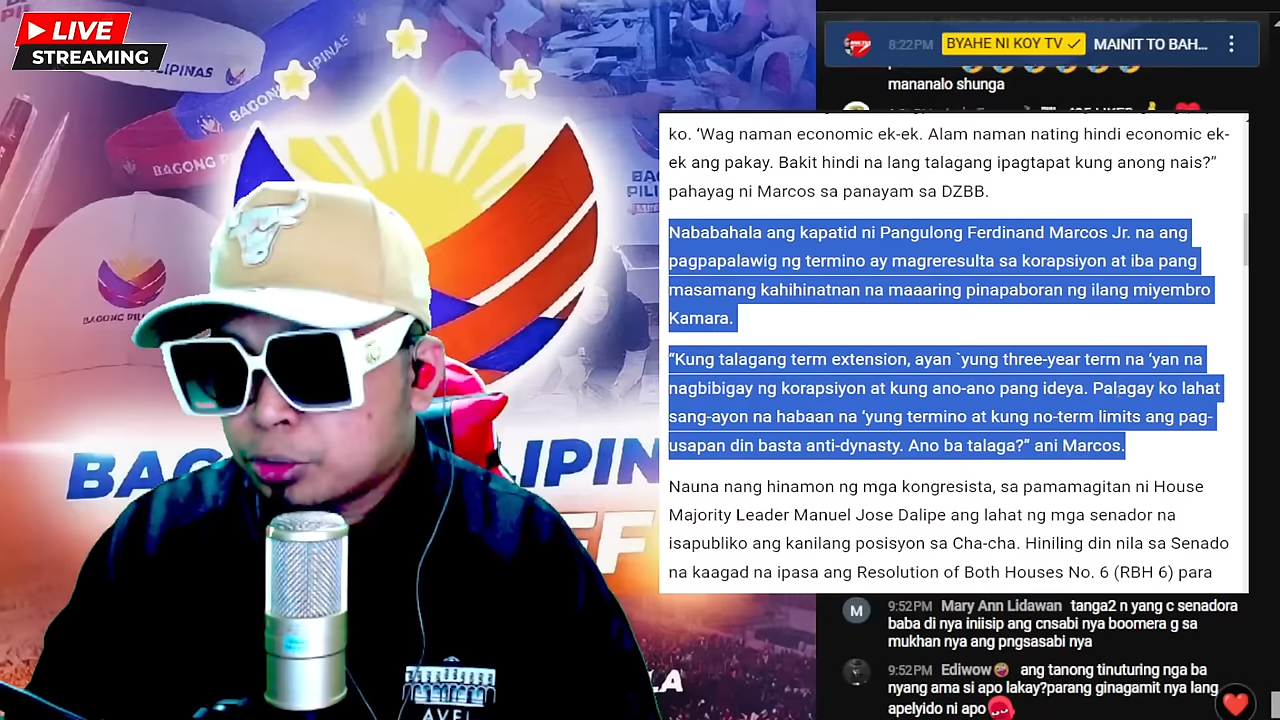 LIVE
STREAMING
PILIPINAS
BAGONG PILIPINAS
BAGONG
BAGONG PIL
BA
PILI
BAG
LIPIN
EF
LA
AVEL
8:22PM BYAHE NI KOY TV MAINIT TO BAH...
mananalo shunga
ko. ‘Wag naman economic ek-ek. Alam naman nating hindi economic ek-
ek ang pakay. Bakit hindi na lang talagang ipagtapat kung anong nais?”
pahayag ni Marcos sa panayam sa DZBB.
Nababahala ang kapatid ni Pangulong Ferdinand Marcos Jr. na ang
pagpapalawig ng termino ay magreresulta sa korapsiyon at iba pang
masamang kahihinatnan na maaaring pinapaboran ng ilang miyembro
Kamara.
“Kung talagang term extension, ayan `yung three-year term na ‘yan na
nagbibigay ng korapsiyon at kung ano-ano pang ideya. Palagay ko lahat
sang-ayon na habaan na ‘yung termino at kung no-term limits ang pag-
usapan din basta anti-dynasty. Ano ba talaga?” ani Marcos.
Nauna nang hinamon ng mga kongresista, sa pamamagitan ni House
Majority Leader Manuel Jose Dalipe ang lahat ng mga senador na
isapubliko ang kanilang posisyon sa Cha-cha. Hiniling din nila sa Senado
na kaagad na ipasa ang Resolution of Both Houses No. 6 (RBH 6) para
M 9:52PM Mary Ann Lidawan tanga2 n yang c senadora
baba di nya iniisip ang cnsabi nya boomera g sa
mukhan nya ang pngsasabi nya
9:52PM Ediwow ang tanong tinuturing nga ba
nyang ama si apo lakay?parang ginagamit nya lang
apelyido ni apo